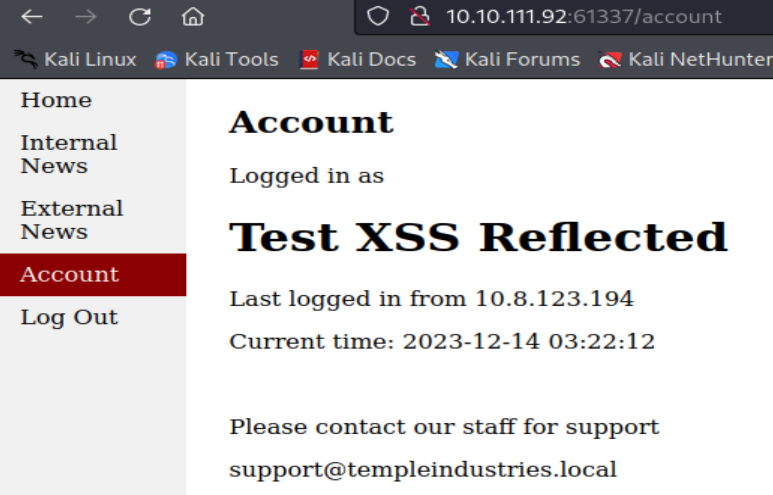 10.10.111.92:61337/account
Kali Linux Kali Tools Kali Docs Kali Forums Kali NetHunter
Home
Internal
News
External
News
Account
Log Out
Account
Logged in as
Test XSS Reflected
Last logged in from 10.8.123.194
Current time: 2023-12-14 03:22:12
Please contact our staff for support
support@templeindustries.local